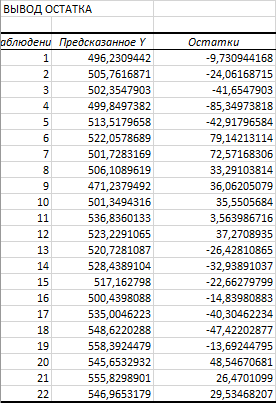 ВЫВОД ОСТАТКА
аблюдени Предсказанное Y Остатки
1 496,2309442 -9,730944168
2 505,7616871 -24,06168715
3 502,3547903 -41,6547903
4 499,8497382 -85,34973818
5 513,5179658 -42,91796584
6 522,0578689 79,14213114
7 501,7283169 72,57168306
8 506,1089619 33,29103814
9 471,2379492 36,06205079
10 501,3494316 35,5505684
11 536,8360133 3,563986716
12 523,2291065 37,2708935
13 520,7281087 -26,42810865
14 528,4389104 -32,93891037
15 517,162798 -22,66279799
16 500,4398088 -14,83980883
17 535,0046223 -40,30462234
18 548,6220288 -47,42202877
19 558,3924479 -13,69244795
20 545,6532932 48,54670681
21 555,8298901 26,4701099
22 546,9653179 29,53468207